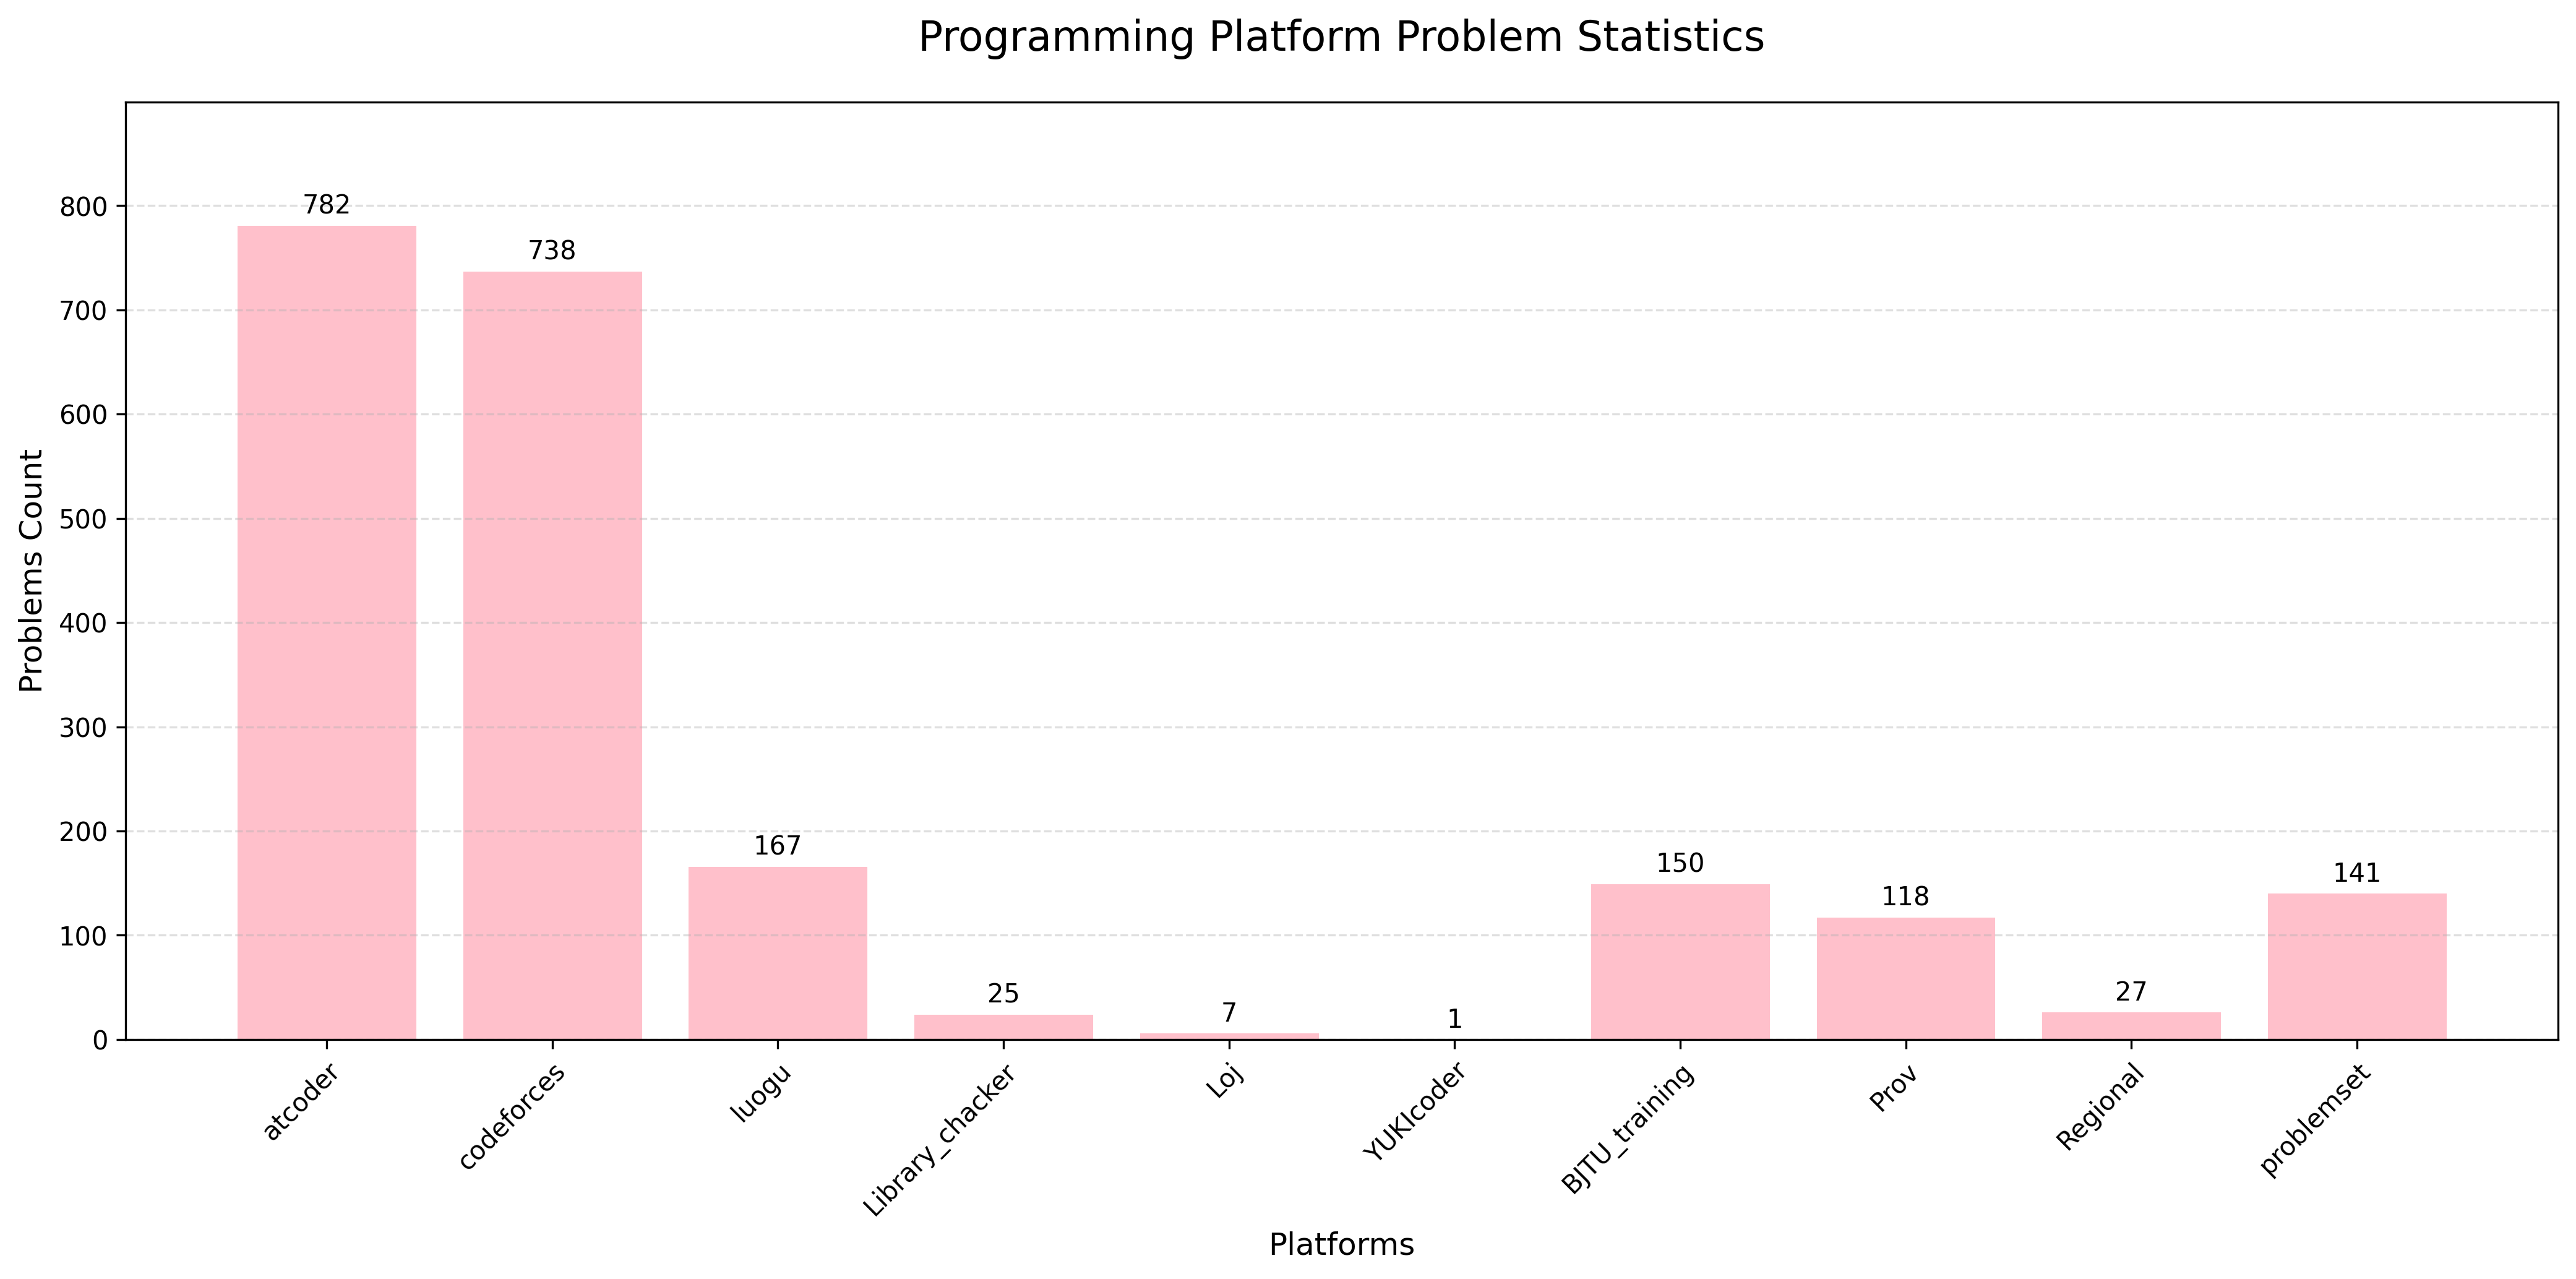 Programming Platform Problem Statistics
Problems Count
800
700
600
500
400
300
200
100
0
782
738
167
25
7
1
150
118
27
141
atcoder
codeforces
luogu
Library_chacker
Loj
YUKIcoder
BJTU_training
Prov
Regional
problemset
Platforms